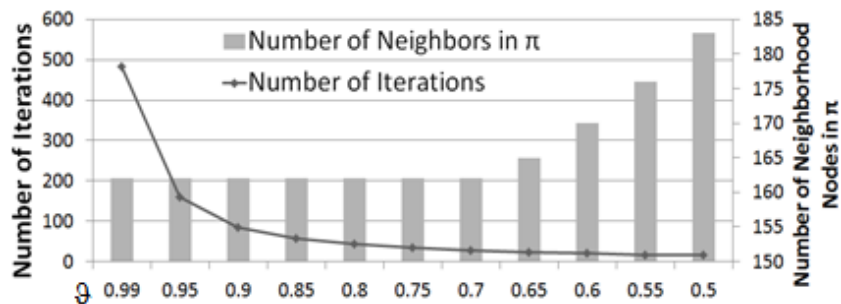 Number of Iterations
600
500
400
300
200
100
0
Number of Neighbors in π
Number of Iterations
185
180
175
170
165
160
155
150
Number of Neighborhood
Nodes in π
ϑ 0.99 0.95 0.9 0.85 0.8 0.75 0.7 0.65 0.6 0.55 0.5